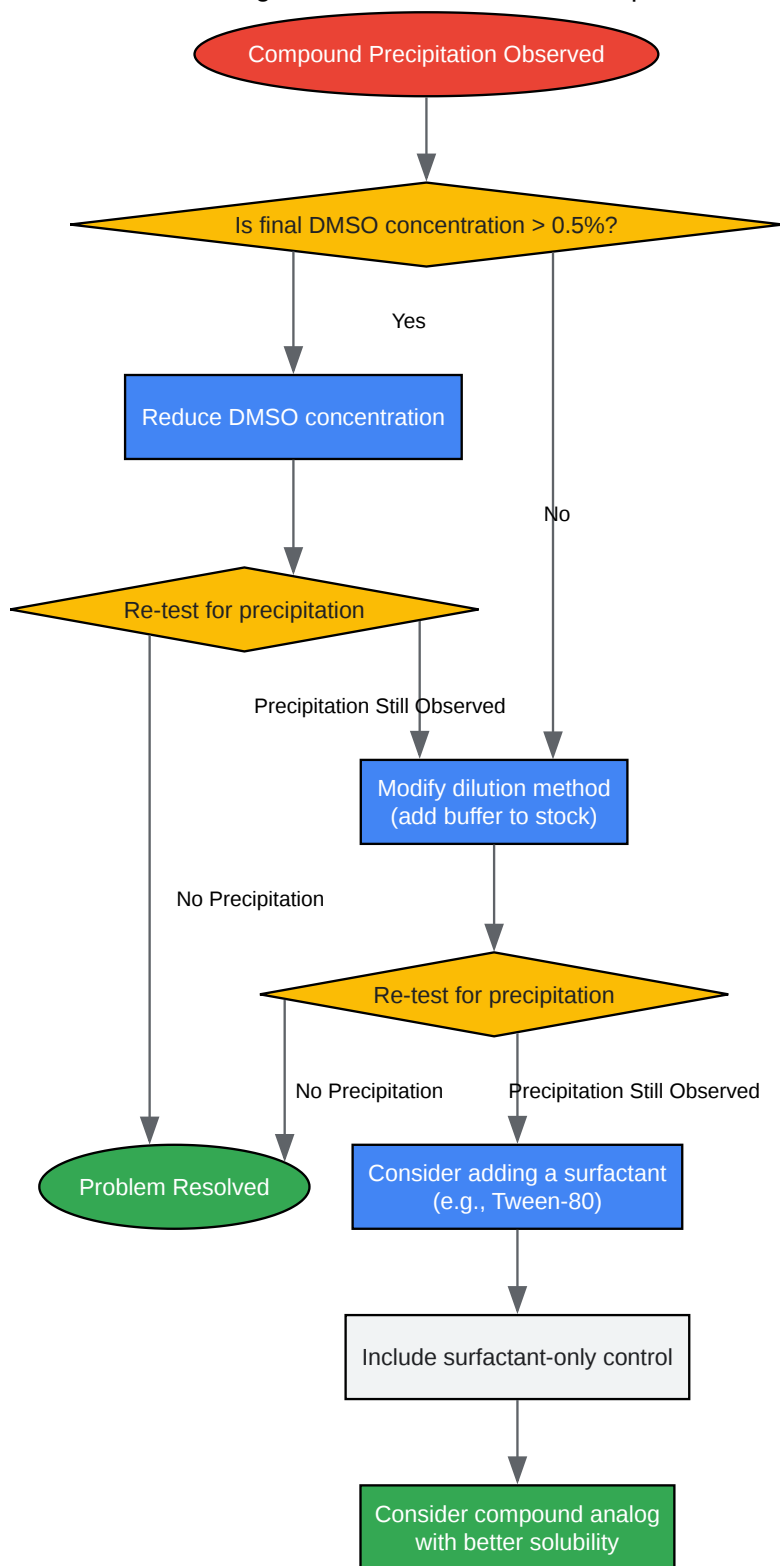 Compound Precipitation Observed
Is final DMSO concentration > 0.5%?
Yes
Reduce DMSO concentration
No
Re-test for precipitation
Precipitation Still Observed
Modify dilution method
(add buffer to stock)
No Precipitation
Re-test for precipitation
No Precipitation
Precipitation Still Observed
Problem Resolved
Consider adding a surfactant
(e.g., Tween-80)
Include surfactant-only control
Consider compound analog
with better solubility